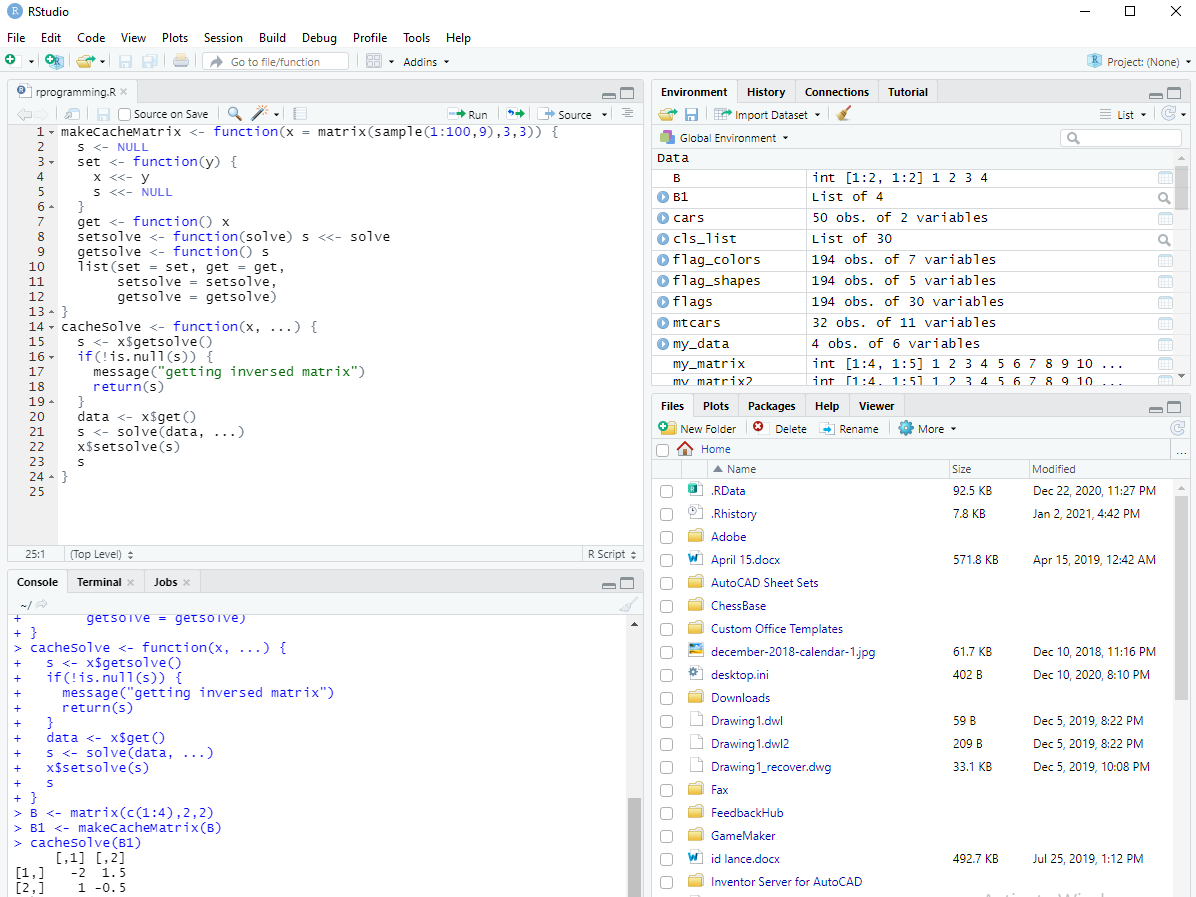 RStudio
File Edit Code View Plots Session Build Debug Profile Tools Help
Go to file/function Addins Project: (None)
rprogramming.R
Source on Save Run Source
1 makeCacheMatrix <- function(x = matrix(sample(1:100,9),3,3)) {
2   s <- NULL
3   set <- function(y) {
4     x <<- y
5     s <<- NULL
6   }
7   get <- function() x
8   setsolve <- function(solve) s <<- solve
9   getsolve <- function() s
10   list(set = set, get = get,
11        setsolve = setsolve,
12        getsolve = getsolve)
13 }
14 cacheSolve <- function(x, ...) {
15   s <- x$getsolve()
16   if(!is.null(s)) {
17     message("getting inversed matrix")
18     return(s)
19   }
20   data <- x$get()
21   s <- solve(data, ...)
22   x$setsolve(s)
23   s
24 }
25
25:1 (Top Level) R Script
Console Terminal Jobs
~/
+        getsolve = getsolve)
+ }
> cacheSolve <- function(x, ...) {
+   s <- x$getsolve()
+   if(!is.null(s)) {
+     message("getting inversed matrix")
+     return(s)
+   }
+   data <- x$get()
+   s <- solve(data, ...)
+   x$setsolve(s)
+   s
+ }
> B <- matrix(c(1:4),2,2)
> B1 <- makeCacheMatrix(B)
> cacheSolve(B1)
     [,1] [,2]
[1,]   -2  1.5
[2,]    1 -0.5
Environment History Connections Tutorial
Import Dataset List
Global Environment
Data
B int [1:2, 1:2] 1 2 3 4
B1 List of 4
cars 50 obs. of 2 variables
cls_list List of 30
flag_colors 194 obs. of 7 variables
flag_shapes 194 obs. of 5 variables
flags 194 obs. of 30 variables
mtcars 32 obs. of 11 variables
my_data 4 obs. of 6 variables
my_matrix int [1:4, 1:5] 1 2 3 4 5 6 7 8 9 10 ...
my_matrix2 int [1:4, 1:5] 1 2 3 4 5 6 7 8 9 10 ...
Files Plots Packages Help Viewer
New Folder Delete Rename More
Home ...
Name Size Modified
.RData 92.5 KB Dec 22, 2020, 11:27 PM
.Rhistory 7.8 KB Jan 2, 2021, 4:42 PM
Adobe
April 15.docx 571.8 KB Apr 15, 2019, 12:42 AM
AutoCAD Sheet Sets
ChessBase
Custom Office Templates
december-2018-calendar-1.jpg 61.7 KB Dec 10, 2018, 11:16 PM
desktop.ini 402 B Dec 10, 2020, 8:10 PM
Downloads
Drawing1.dwl 59 B Dec 5, 2019, 8:22 PM
Drawing1.dwl2 209 B Dec 5, 2019, 8:22 PM
Drawing1_recover.dwg 33.1 KB Dec 5, 2019, 10:08 PM
Fax
FeedbackHub
GameMaker
id lance.docx 492.7 KB Jul 25, 2019, 1:12 PM
Inventor Server for AutoCAD